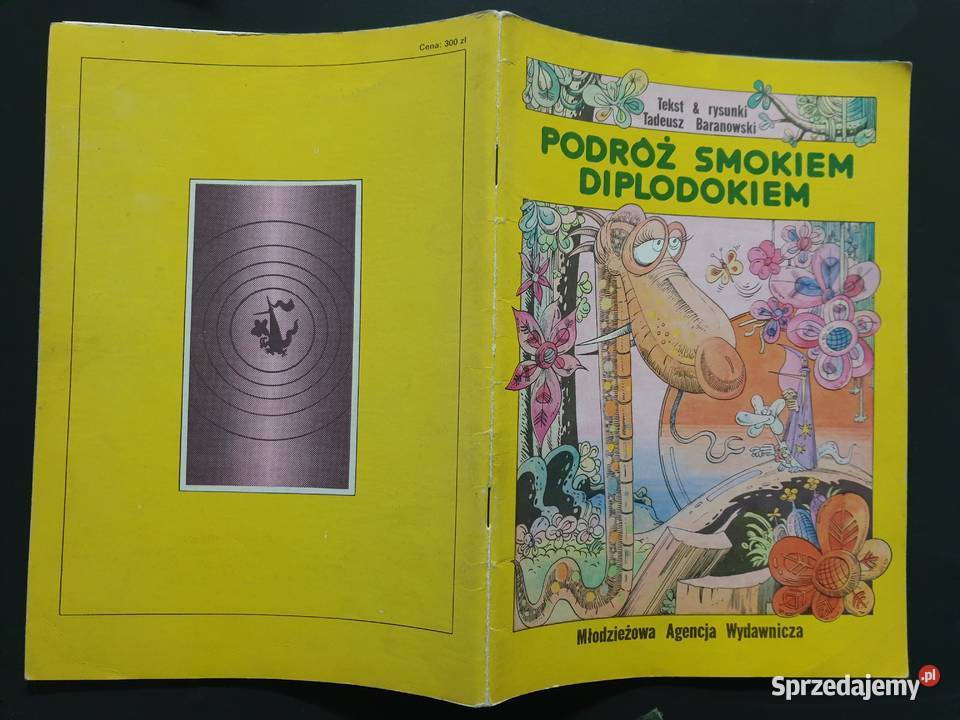 Cena: 300 zł
Tekst & rysunki
Tadeusz Baranowski
PODRÓŻ SMOKIEM
DIPLODOKIEM
Młodzieżowa Agencja Wydawnicza
Sprzedajemy.pl